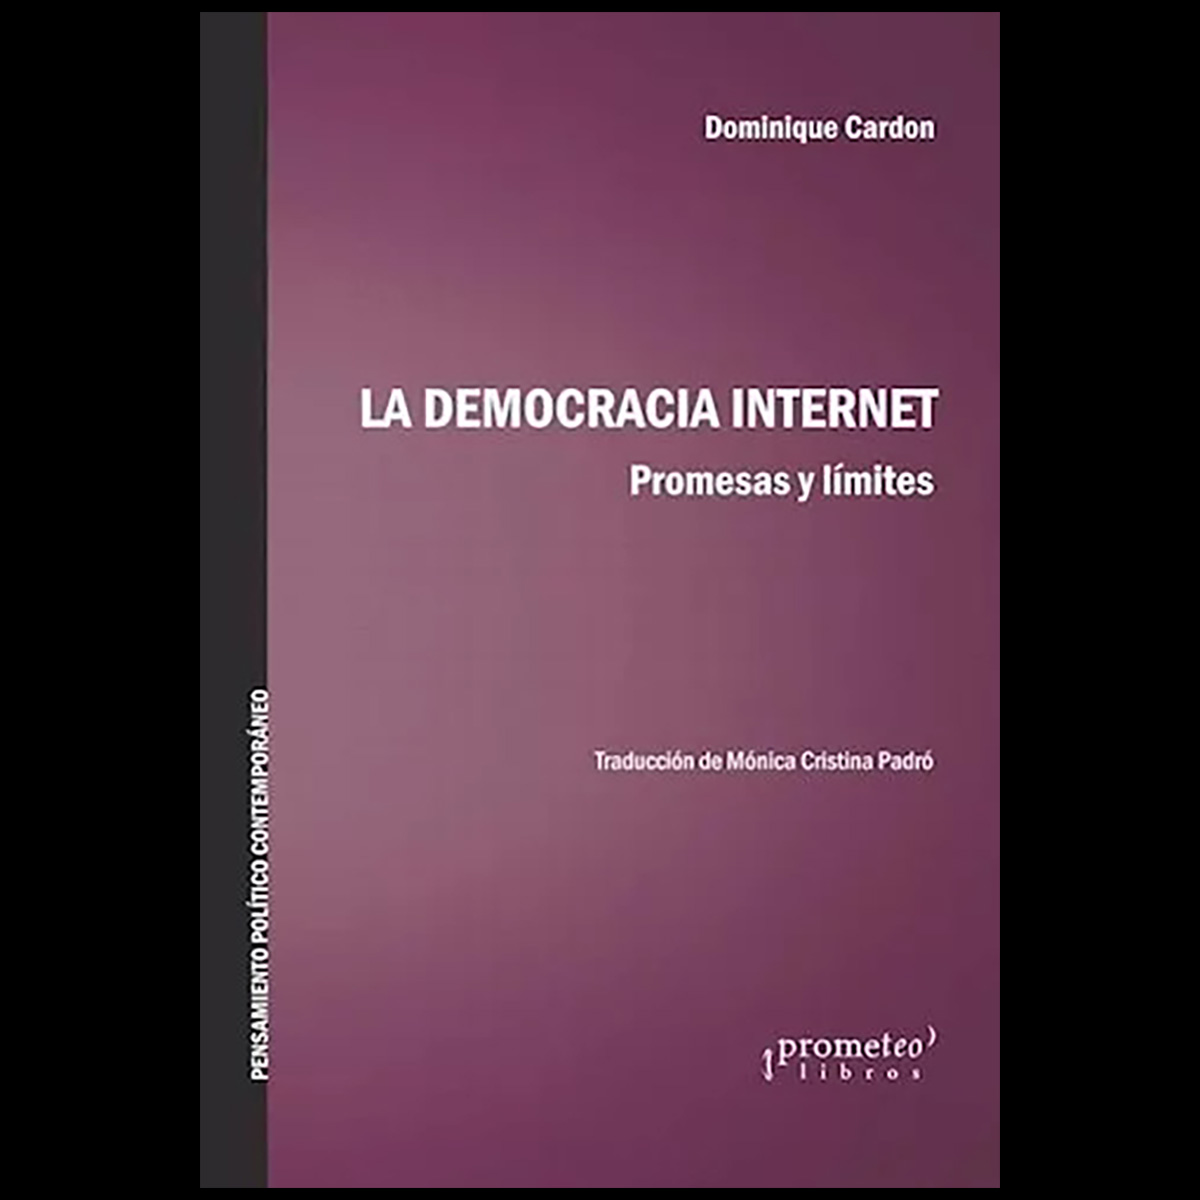 Dominique Cardon
LA DEMOCRACIA INTERNET
Promesas y límites
Traducción de Mónica Cristina Padró
PENSAMIENTO POLÍTICO CONTEMPORÁNEO
prometeo
libros